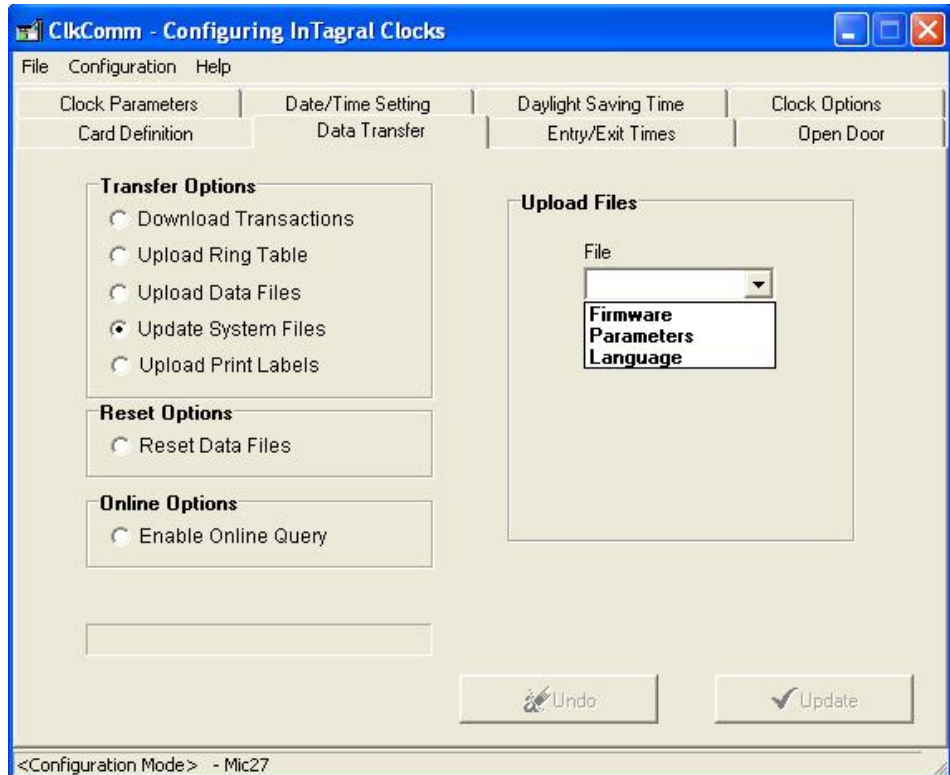 ClkComm - Configuring InTagral Clocks
File Configuration Help
Clock Parameters Date/Time Setting Daylight Saving Time Clock Options
Card Definition Data Transfer Entry/Exit Times Open Door
Transfer Options
Download Transactions
Upload Ring Table
Upload Data Files
Update System Files
Upload Print Labels
Reset Options
Reset Data Files
Online Options
Enable Online Query
Upload Files
File
Firmware
Parameters
Language
Undo Update
<Configuration Mode> - Mic27